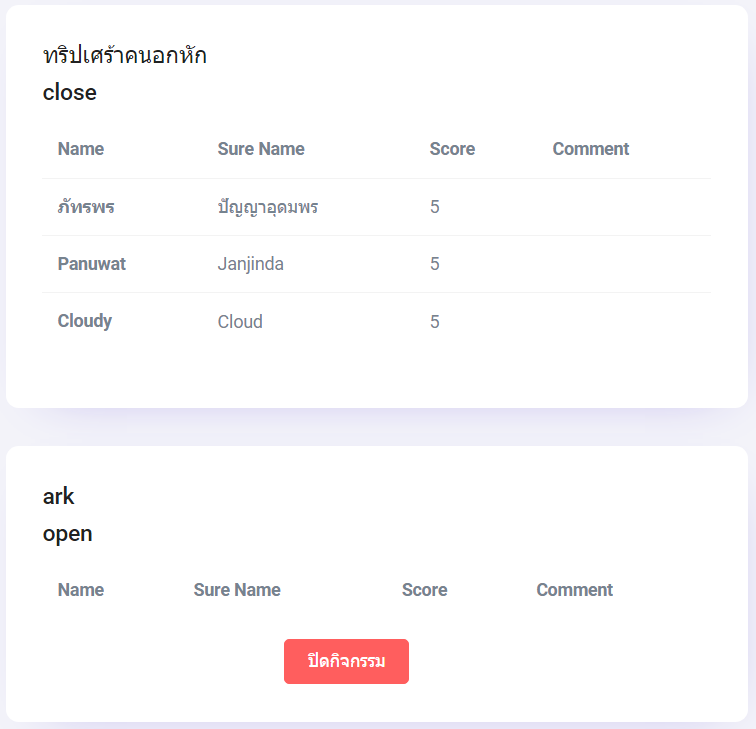 ทริปเศร้าคนอกหัก
close
Name Sure Name Score Comment
ภัทรพร ปัญญาอุดมพร 5
Panuwat Janjinda 5
Cloudy Cloud 5
ark
open
Name Sure Name Score Comment
ปิดกิจกรรม